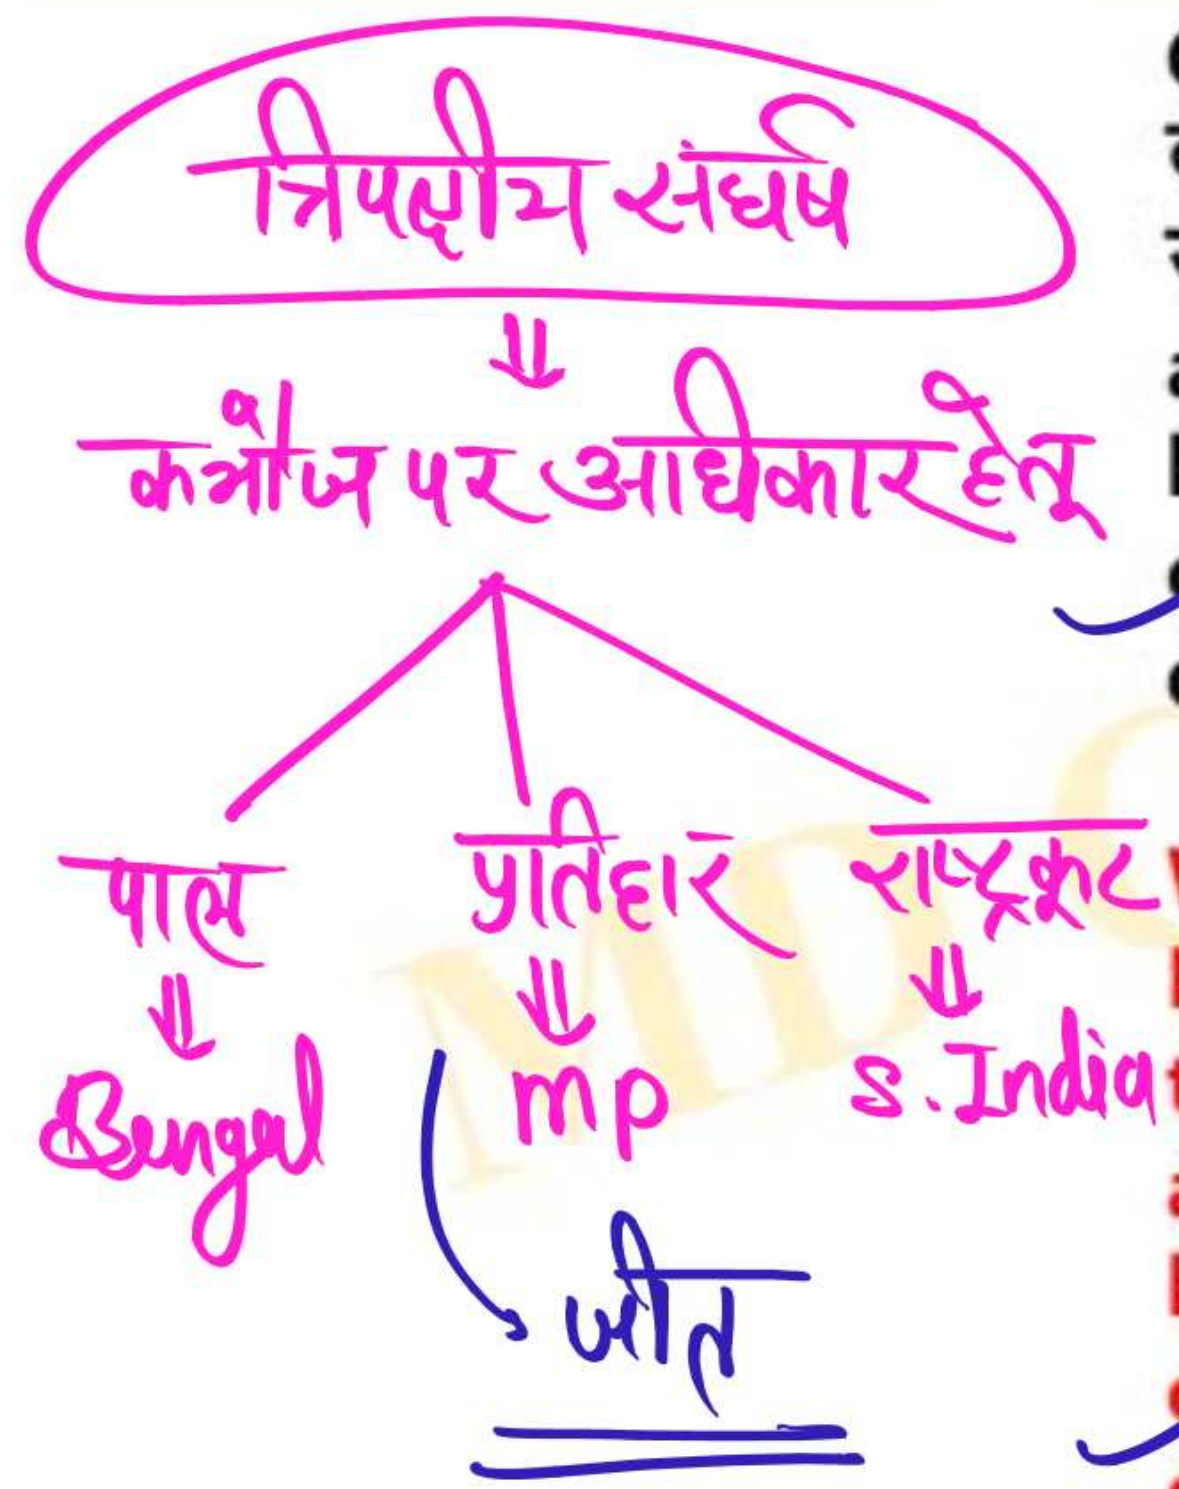 त्रिपक्षीय संघर्ष
⇓
कन्नौज पर अधिकार हेतू
पाल प्रतिहार राष्ट्रकूट
⇓ ⇓ ⇓
Bengal mp S. India
जीत